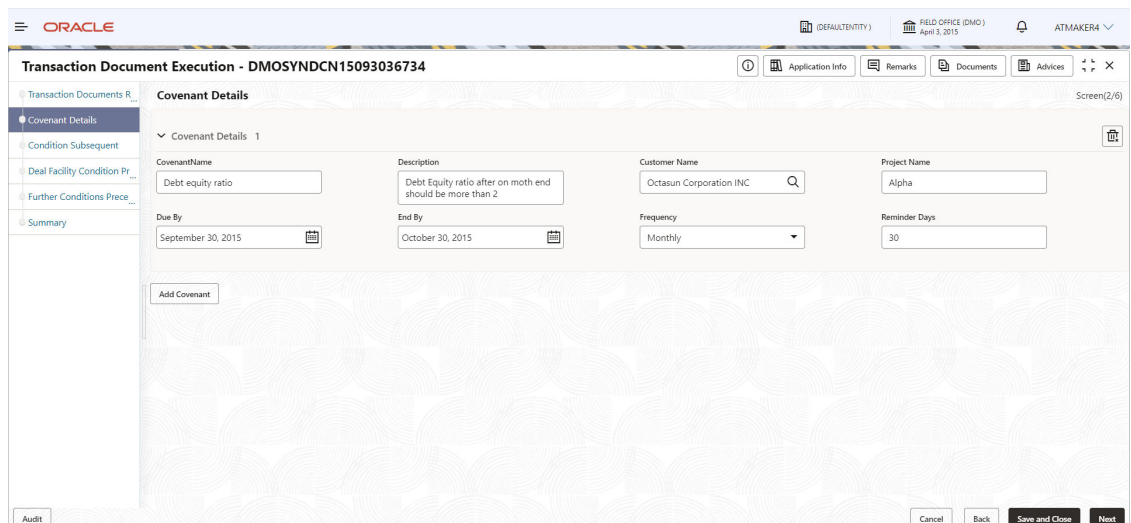 ORACLE
(DEFAULTENTITY )
FIELD OFFICE (DMO )
April 3, 2015
ATMAKER4
Transaction Document Execution - DMOSYNDCN15093036734
Application Info
Remarks
Documents
Advices
Transaction Documents R...
Covenant Details
Condition Subsequent
Deal Facility Condition Pr...
Further Conditions Prece...
Summary
Covenant Details
Screen(2/6)
Covenant Details 1
CovenantName
Description
Customer Name
Project Name
Debt equity ratio
Debt Equity ratio after on moth end
should be more than 2
Octasun Corporation INC
Alpha
Due By
End By
Frequency
Reminder Days
September 30, 2015
October 30, 2015
Monthly
30
Add Covenant
Audit
Cancel
Back
Save and Close
Next